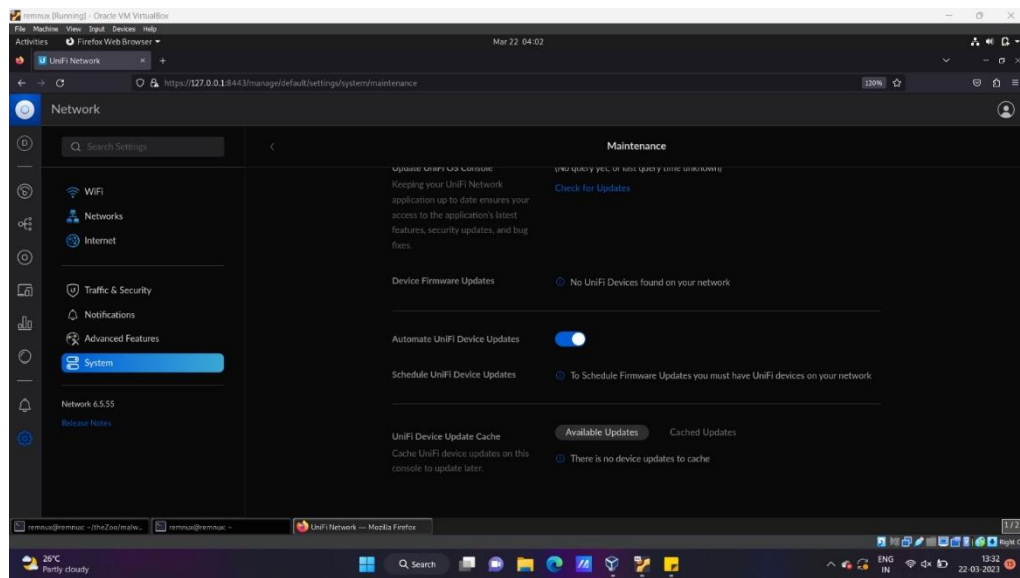 remnux [Running] - Oracle VM VirtualBox
File Machine View Input Devices Help
Activities Firefox Web Browser Mar 22 04:02
UniFi Network
https://127.0.0.1:8443/manage/default/settings/system/maintenance 120%
Network
Search Settings
Maintenance
Update UniFi OS Console
(No query yet, or last query time unknown)
Keeping your UniFi Network
application up to date ensures your
access to the application's latest
features, security updates, and bug
fixes.
Check for Updates
WiFi
Networks
Internet
Traffic & Security
Notifications
Advanced Features
System
Device Firmware Updates
No UniFi Devices found on your network
Automate UniFi Device Updates
Schedule UniFi Device Updates
To Schedule Firmware Updates you must have UniFi devices on your network
Network 6.5.55
Release Notes
UniFi Device Update Cache
Cache UniFi device updates on this
console to update later.
Available Updates Cached Updates
There is no device updates to cache
remnux@remnux: ~/theZoo/malw...
remnux@remnux: ~
UniFi Network — Mozilla Firefox
1/2
Right C
26°C
Partly cloudy
Search
ENG
IN
13:32
22-03-2023